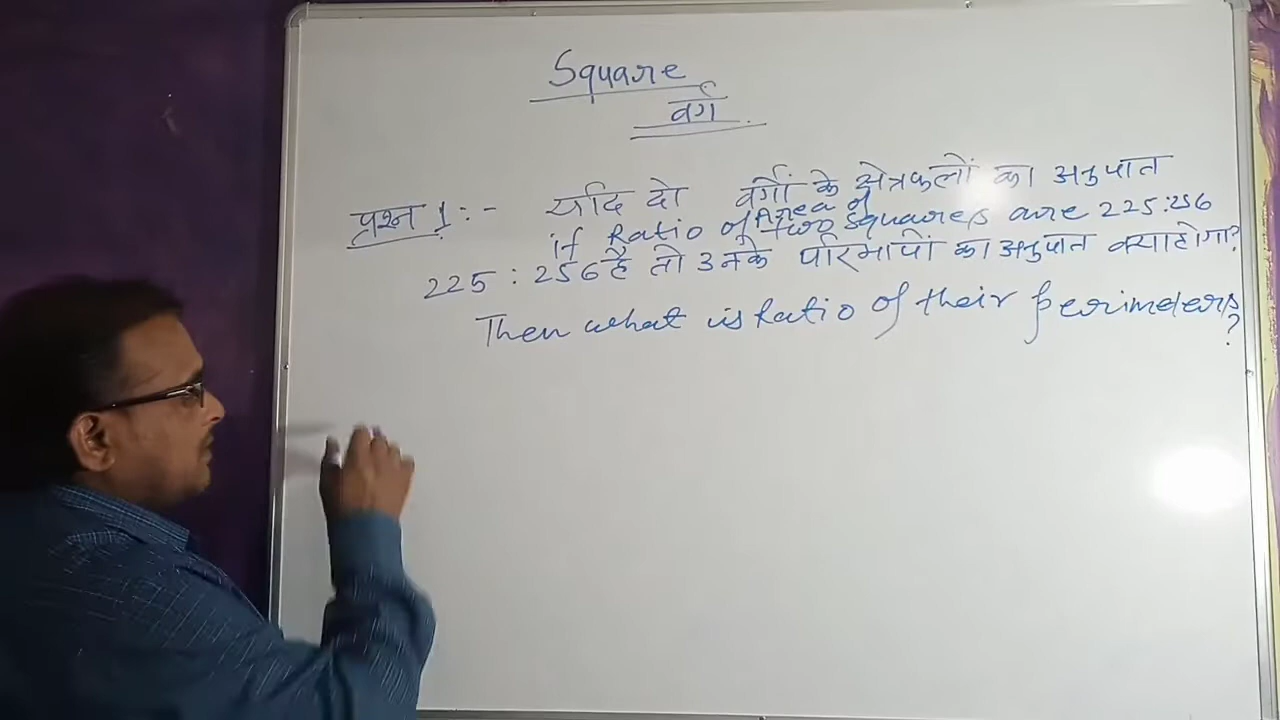 Square
वर्ग
प्रश्न 1:- यदि दो वर्गों के क्षेत्रफलों का अनुपात
if Ratio of Area of two squares are 225:256
225 : 256 है तो उनके परिमापों का अनुपात क्या होगा?
Then what is Ratio of their perimeters?